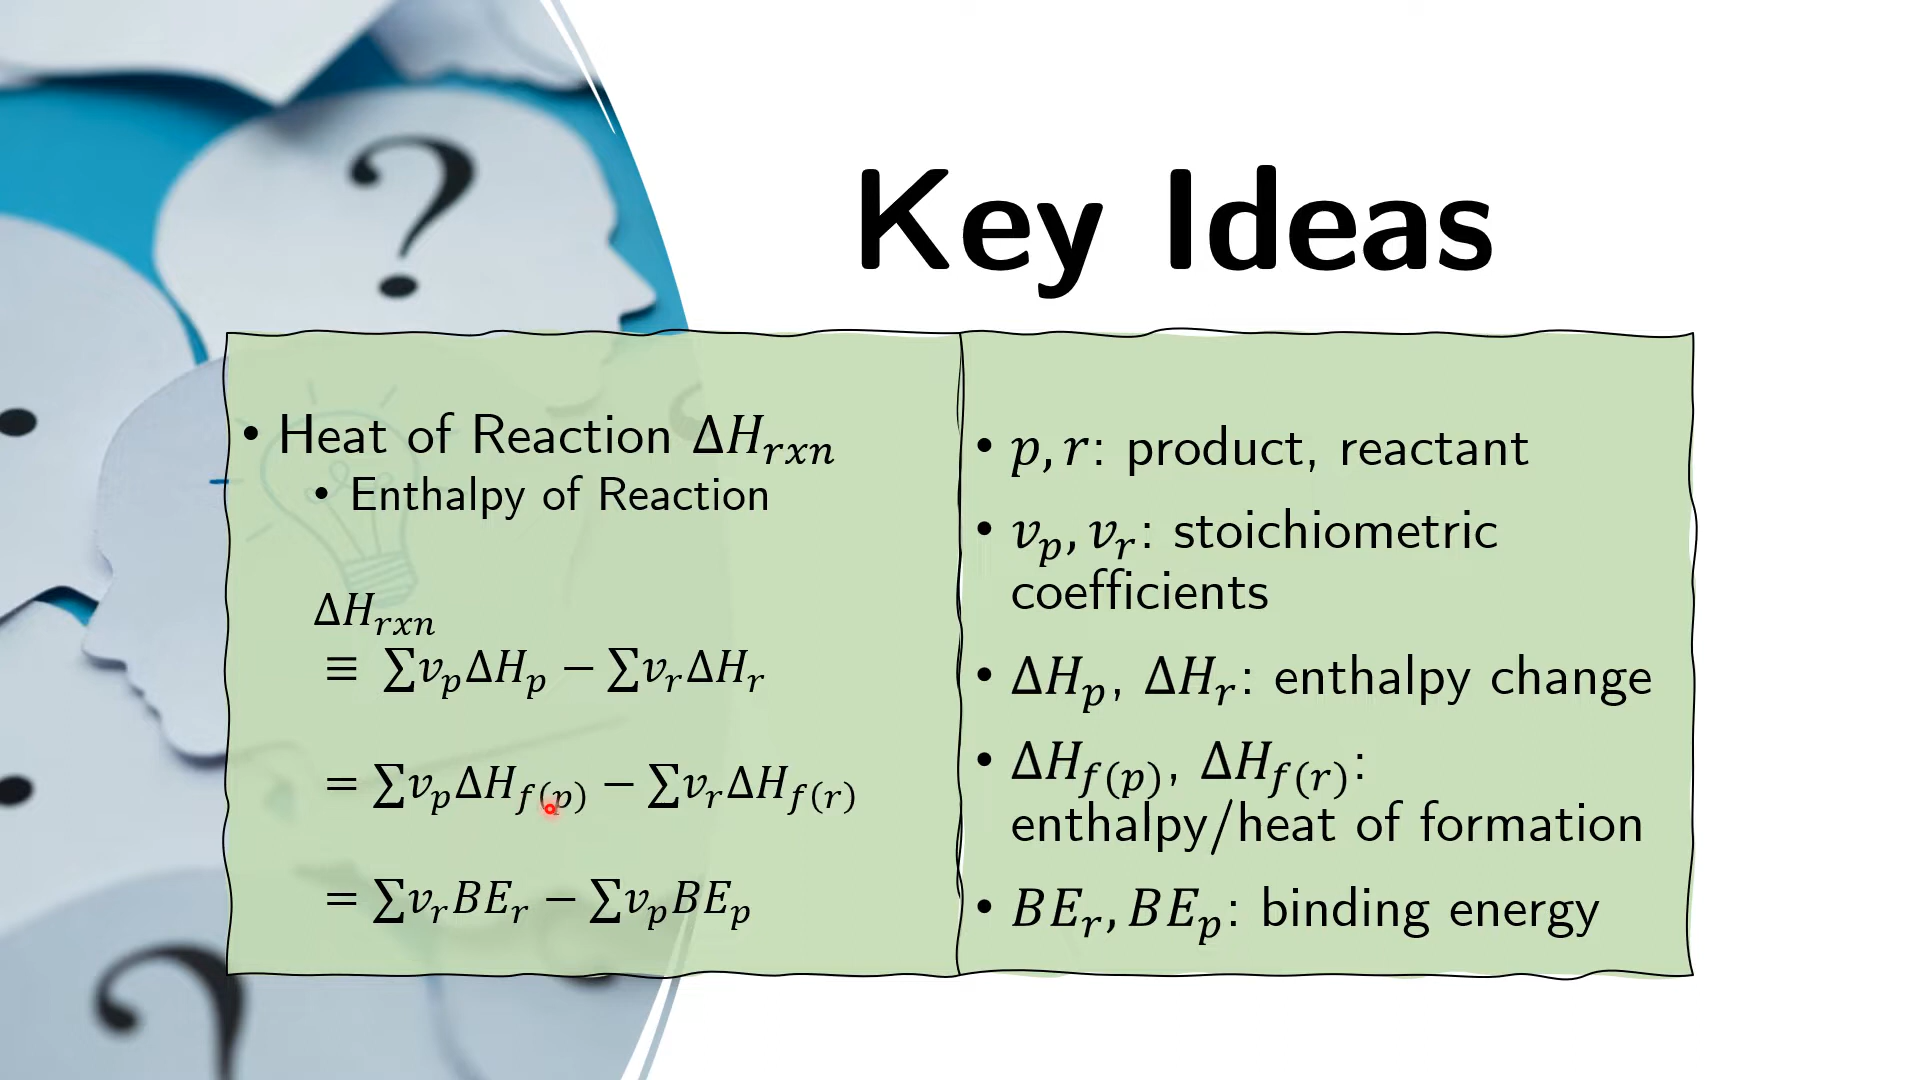 ?
Key Ideas
• Heat of Reaction ΔH_rxn
• Enthalpy of Reaction
ΔH_rxn
≡ ∑v_pΔH_p − ∑v_rΔH_r
= ∑v_pΔH_f(p) − ∑v_rΔH_f(r)
= ∑v_rBE_r − ∑v_pBE_p
• p, r: product, reactant
• v_p, v_r: stoichiometric
coefficients
• ΔH_p, ΔH_r: enthalpy change
• ΔH_f(p), ΔH_f(r):
enthalpy/heat of formation
• BE_r, BE_p: binding energy
?